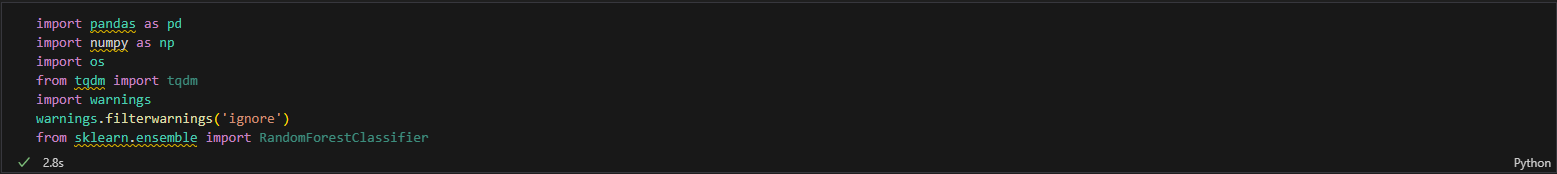 import pandas as pd
import numpy as np
import os
from tqdm import tqdm
import warnings
warnings.filterwarnings('ignore')
from sklearn.ensemble import RandomForestClassifier
2.8s
Python